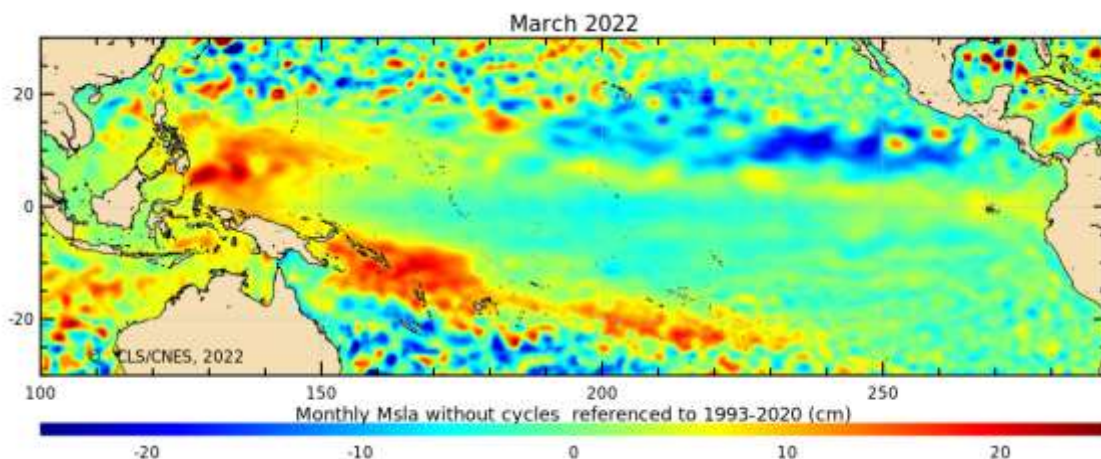 March 2022
20
0
-20
CLS/CNES, 2022
100 150 200 250
Monthly Msla without cycles referenced to 1993-2020 (cm)
-20 -10 0 10 20